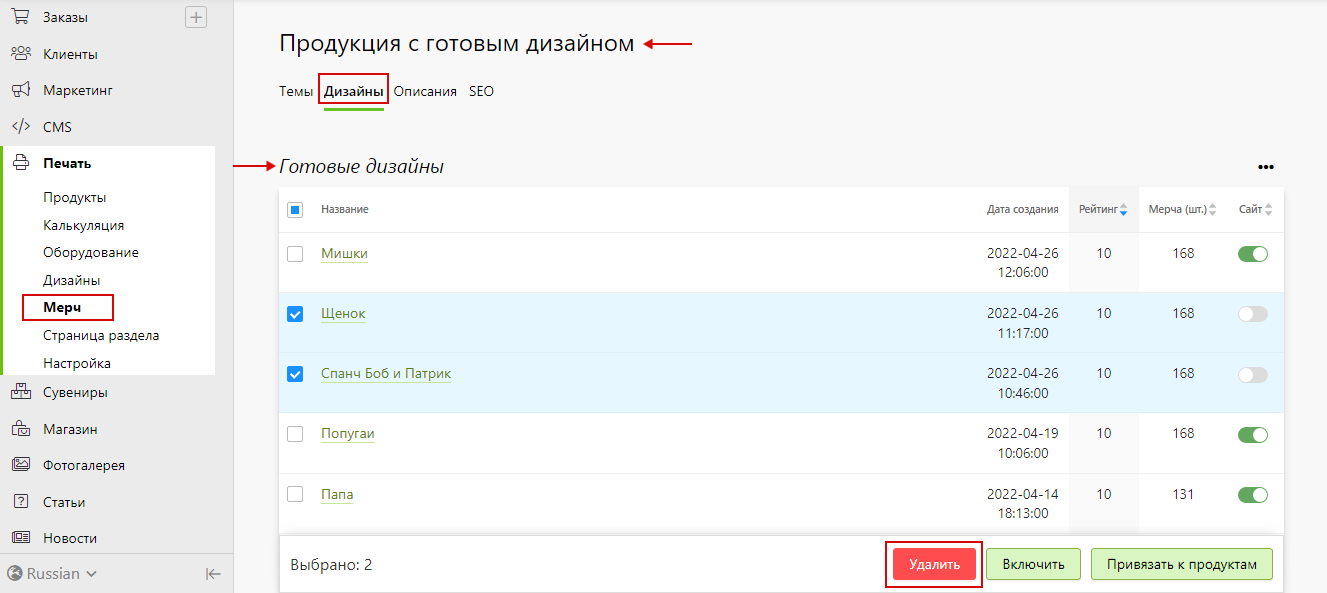 Заказы
Клиенты
Маркетинг
CMS
Печать
Продукты
Калькуляция
Оборудование
Дизайны
Мерч
Страница раздела
Настройка
Сувениры
Магазин
Фотогалерея
Статьи
Новости
Russian
Продукция с готовым дизайном
Темы Дизайны Описания SEO
Готовые дизайны
Название Дата создания Рейтинг Мерча (шт.) Сайт
Мишки 2022-04-26 10 168
12:06:00
Щенок 2022-04-26 10 168
11:17:00
Спанч Боб и Патрик 2022-04-26 10 168
10:46:00
Попугаи 2022-04-19 10 168
10:06:00
Папа 2022-04-14 10 131
18:13:00
Выбрано: 2 Удалить Включить Привязать к продуктам